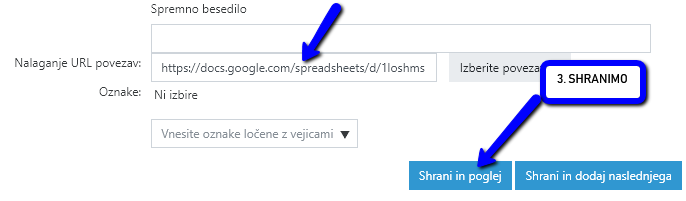 Spremno besedilo
Nalaganje URL povezav: https://docs.google.com/spreadsheets/d/1loshms Izberite povezavo
3. SHRANIMO
Oznake: Ni izbire
Vnesite oznake ločene z vejicami
Shrani in poglej Shrani in dodaj naslednjega